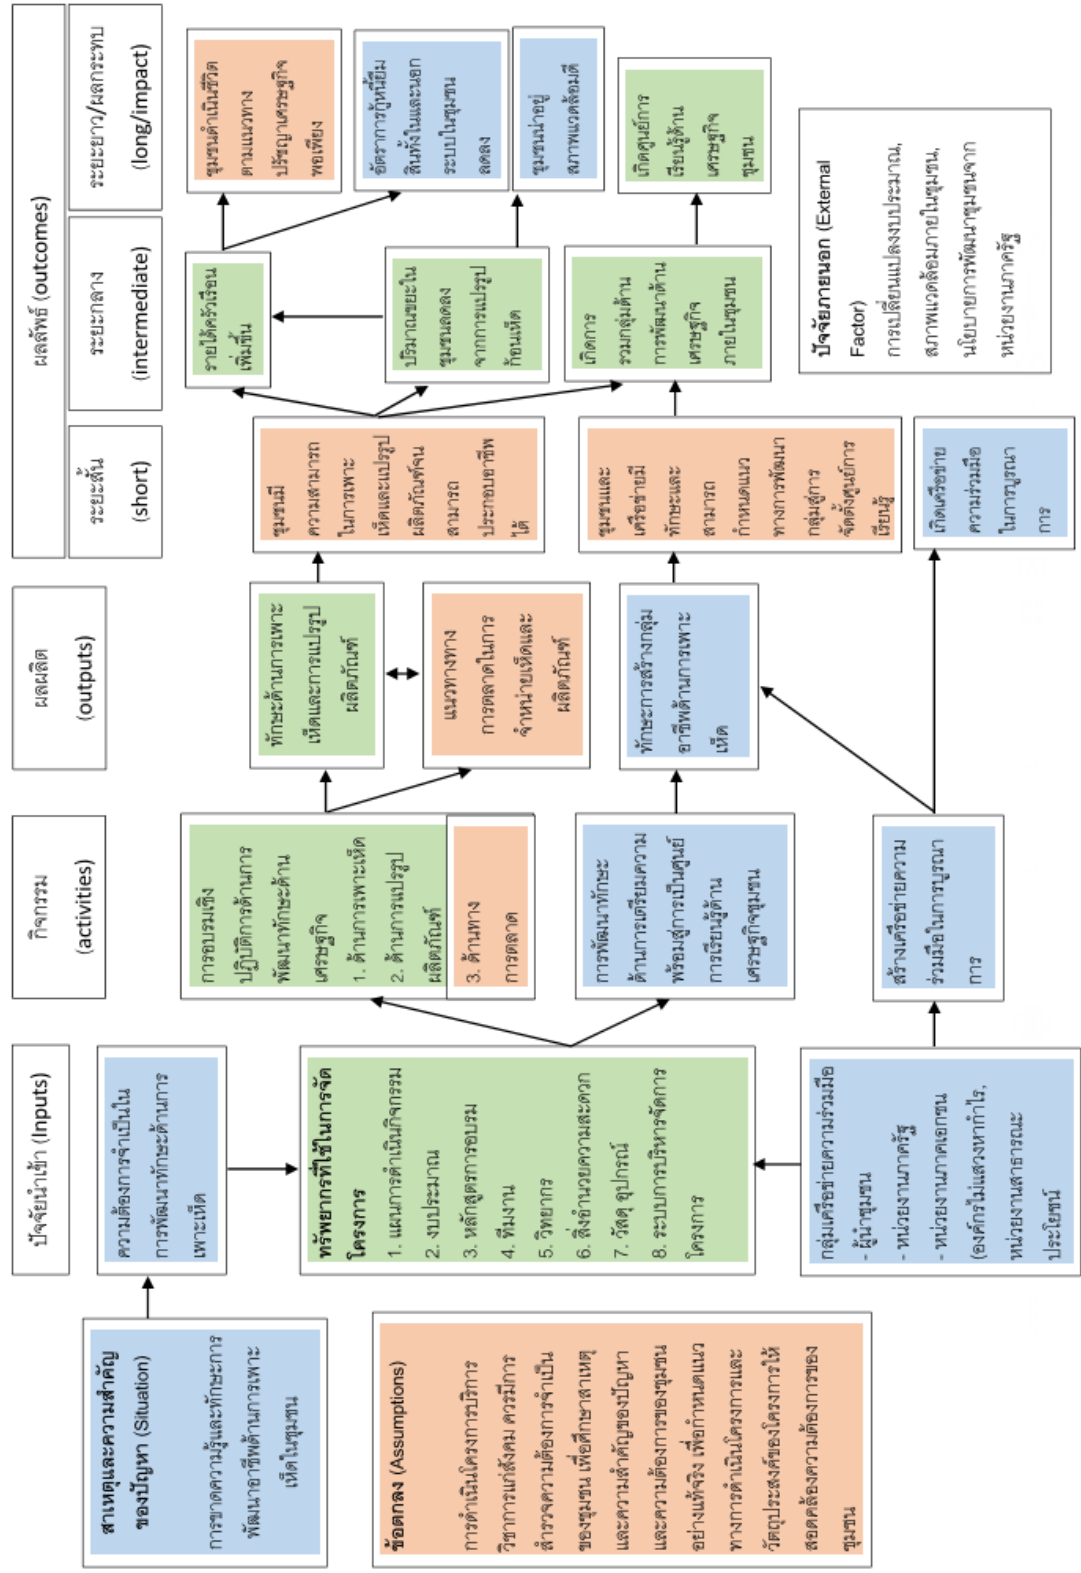 ปัจจัยนำเข้า (Inputs)
กิจกรรม
(activities)
ผลผลิต
(outputs)
ผลลัพธ์ (outcomes)
ระยะสั้น
(short)
ระยะกลาง
(intermediate)
ระยะยาว/ผลกระทบ
(long/impact)
สาเหตุและความสำคัญ
ของปัญหา (Situation)
การขาดความรู้และทักษะการ
พัฒนาอาชีพด้านการเพาะ
เห็ดในชุมชน
ข้อตกลง (Assumptions)
การดำเนินโครงการบริการ
วิชาการแก่สังคม ควรมีการ
สำรวจความต้องการจำเป็น
ของชุมชน เพื่อศึกษาสาเหตุ
และความสำคัญของปัญหา
และความต้องการของชุมชน
อย่างแท้จริง เพื่อกำหนดแนว
ทางการดำเนินโครงการและ
วัตถุประสงค์ของโครงการให้
สอดคล้องความต้องการของ
ชุมชน
ความต้องการจำเป็นใน
การพัฒนาทักษะด้านการ
เพาะเห็ด
ทรัพยากรที่ใช้ในการจัด
โครงการ
1. แผนการดำเนินกิจกรรม
2. งบประมาณ
3. หลักสูตรการอบรม
4. ทีมงาน
5. วิทยากร
6. สิ่งอำนวยความสะดวก
7. วัสดุ อุปกรณ์
8. ระบบการบริหารจัดการ
โครงการ
กลุ่มเครือข่ายความร่วมมือ
- ผู้นำชุมชน
- หน่วยงานภาครัฐ
- หน่วยงานภาคเอกชน
(องค์กรไม่แสวงหากำไร,
หน่วยงานสาธารณะ
ประโยชน์
การอบรมเชิง
ปฏิบัติการด้านการ
พัฒนาทักษะด้าน
เศรษฐกิจ
1. ด้านการเพาะเห็ด
2. ด้านการแปรรูป
ผลิตภัณฑ์
3. ด้านทาง
การตลาด
การพัฒนาทักษะ
ด้านการเตรียมความ
พร้อมสู่การเป็นศูนย์
การเรียนรู้ด้าน
เศรษฐกิจชุมชน
สร้างเครือข่ายความ
ร่วมมือในการบูรณา
การ
ทักษะด้านการเพาะ
เห็ดและการแปรรูป
ผลิตภัณฑ์
แนวทางทาง
การตลาดในการ
จำหน่ายเห็ดและ
ผลิตภัณฑ์
ทักษะการสร้างกลุ่ม
อาชีพด้านการเพาะ
เห็ด
ชุมชนมี
ความสามารถ
ในการเพาะ
เห็ดและแปรรูป
ผลิตภัณฑ์จน
สามารถ
ประกอบอาชีพ
ได้
ชุมชนและ
เครือข่ายมี
ทักษะและ
สามารถ
กำหนดแนว
ทางการพัฒนา
กลุ่มสู่การ
จัดตั้งศูนย์การ
เรียนรู้
เกิดเครือข่าย
ความร่วมมือ
ในการบูรณา
การ
รายได้ครัวเรือน
เพิ่มขึ้น
ปริมาณขยะใน
ชุมชนลดลง
จากการแปรรูป
ก้อนเห็ด
เกิดการ
รวมกลุ่มด้าน
การพัฒนาด้าน
เศรษฐกิจ
ภายในชุมชน
ชุมชนดำเนินชีวิต
ตามแนวทาง
ปรัชญาเศรษฐกิจ
พอเพียง
อัตราการกู้หนี้ยืม
สินทั้งในและนอก
ระบบในชุมชน
ลดลง
ชุมชนน่าอยู่
สภาพแวดล้อมดี
เกิดศูนย์การ
เรียนรู้ด้าน
เศรษฐกิจ
ชุมชน
ปัจจัยภายนอก (External
Factor)
การเปลี่ยนแปลงงบประมาณ,
สภาพแวดล้อมภายในชุมชน,
นโยบายการพัฒนาชุมชนจาก
หน่วยงานภาครัฐ